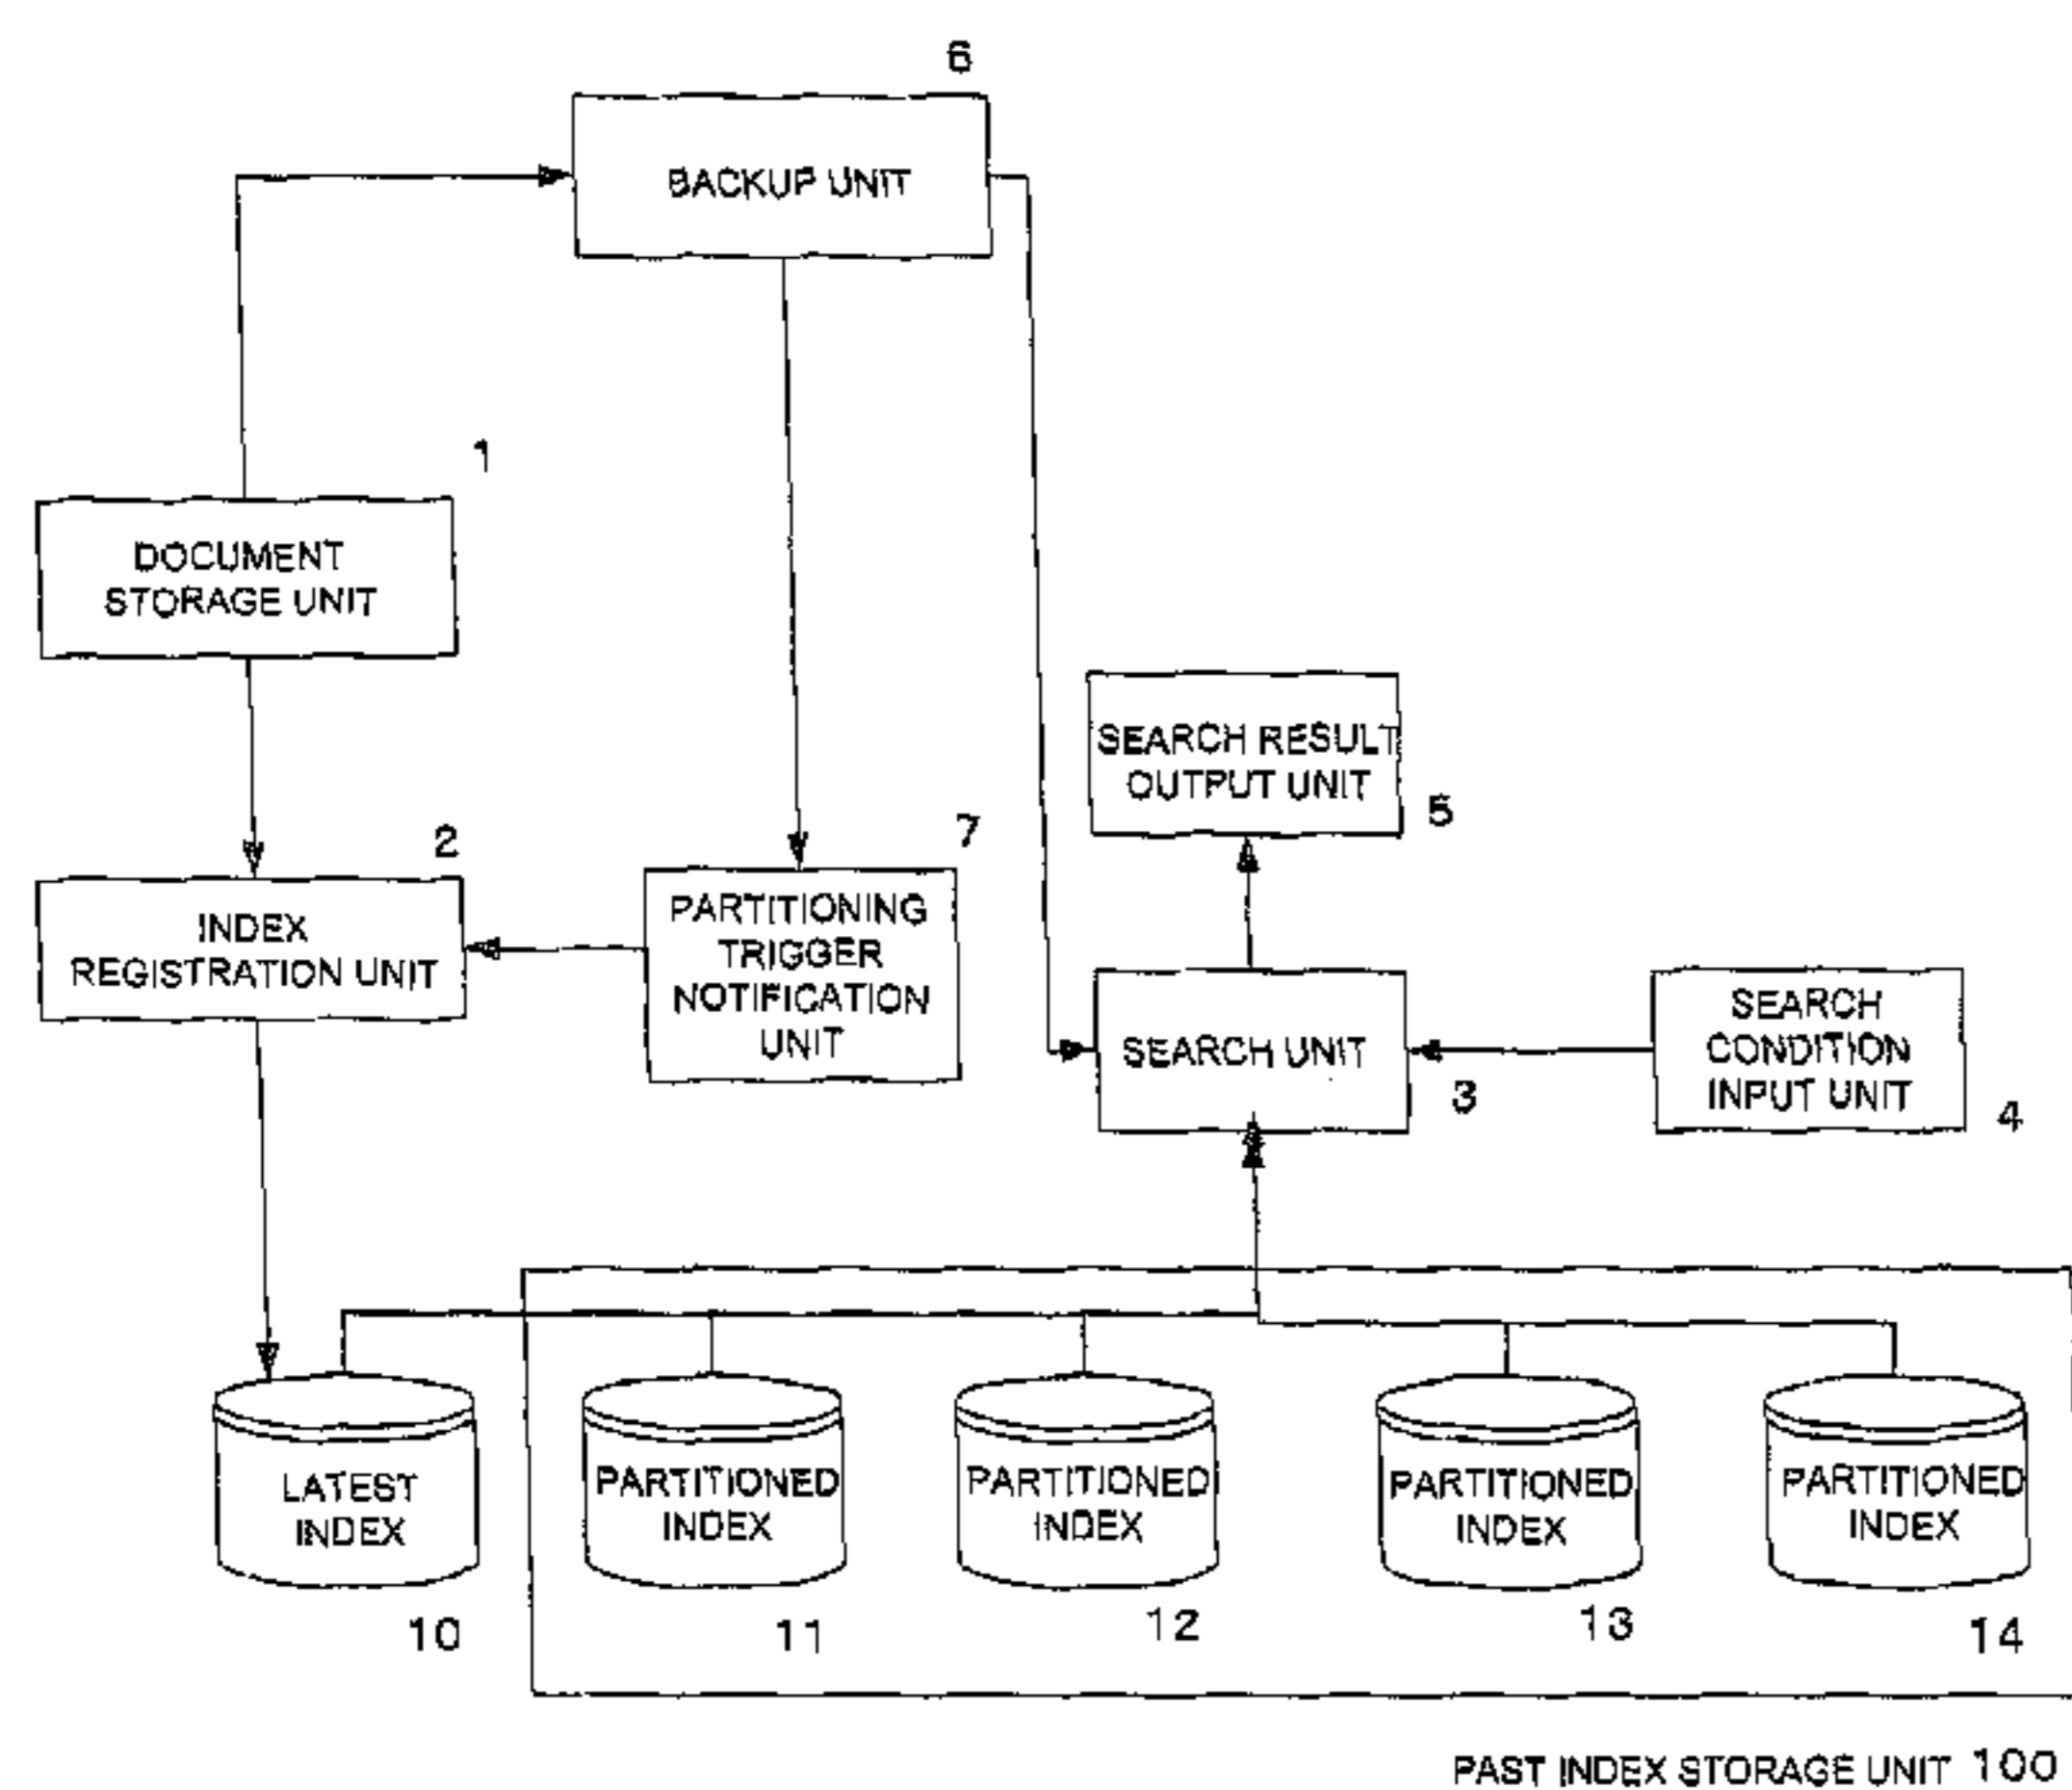 6
BACKUP UNIT
1
DOCUMENT
STORAGE UNIT
SEARCH RESULT
OUTPUT UNIT
5
2
7
INDEX
REGISTRATION UNIT
PARTITIONING
TRIGGER
NOTIFICATION
UNIT
SEARCH UNIT
3
SEARCH
CONDITION
INPUT UNIT
4
LATEST
INDEX
PARTITIONED
INDEX
PARTITIONED
INDEX
PARTITIONED
INDEX
PARTITIONED
INDEX
10
11
12
13
14
PAST INDEX STORAGE UNIT 100